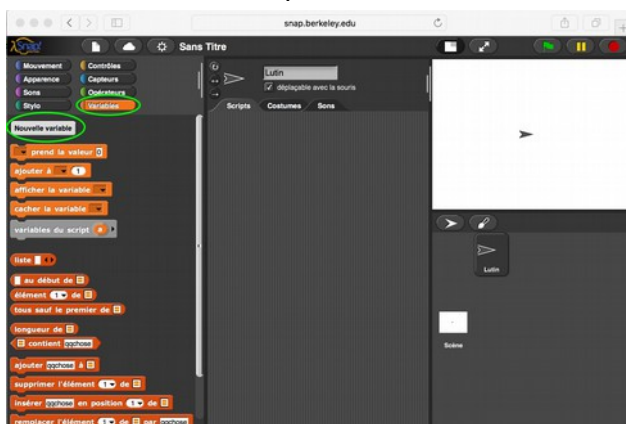 snap.berkeley.edu
Snap!
Sans Titre
Mouvement
Contrôles
Apparence
Capteurs
Sons
Opérateurs
Stylo
Variables
Nouvelle variable
prend la valeur 0
ajouter à 1
afficher la variable
cacher la variable
variables du script a
liste
au début de
élément 1 de
tous sauf le premier de
longueur de
contient qqchose
ajouter qqchose à
supprimer l'élément 1 de
insérer qqchose en position 1 de
remplacer l'élément 1 de par qqchose
Lutin
déplaçable avec la souris
Scripts
Costumes
Sons
Lutin
Scène